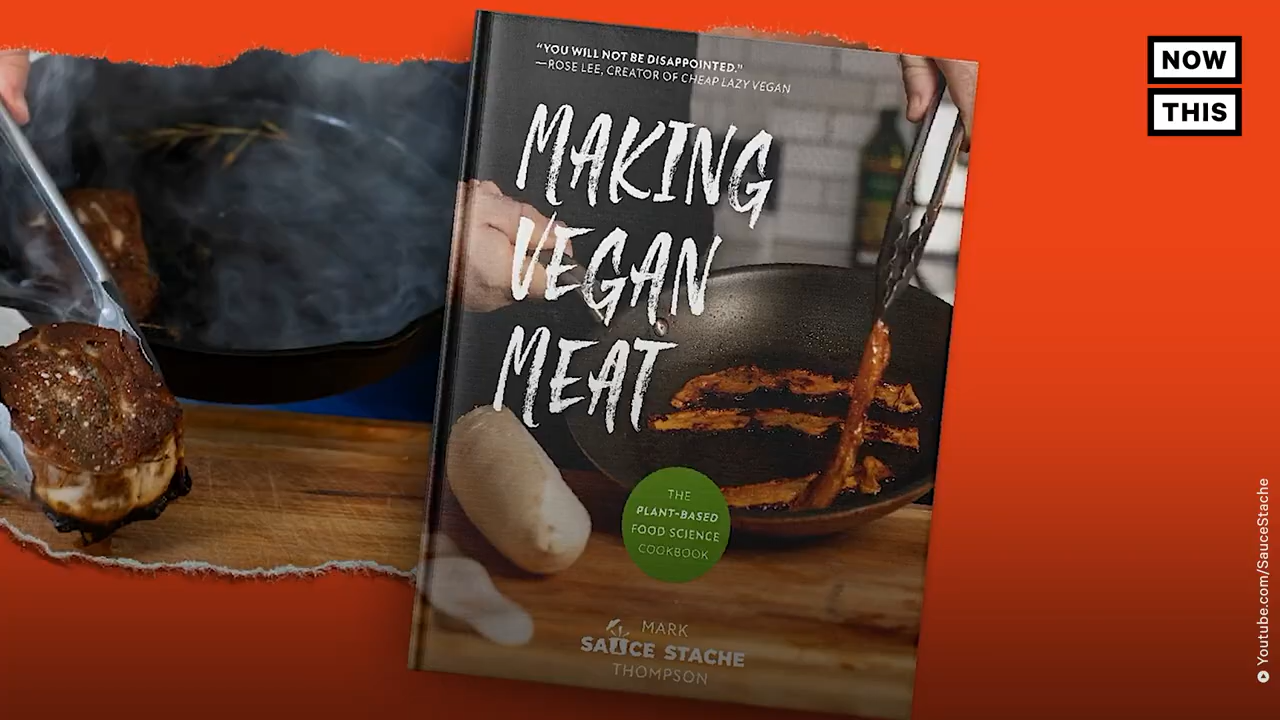 "YOU WILL NOT BE DISAPPOINTED."
—ROSE LEE, CREATOR OF CHEAP LAZY VEGAN
MAKING
VEGAN
MEAT
THE
PLANT-BASED
FOOD SCIENCE
COOKBOOK
MARK
SAUCE STACHE
THOMPSON
NOW
THIS
Youtube.com/SauceStache